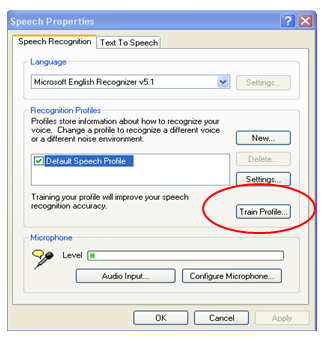 Speech Properties
Speech Recognition Text To Speech
Language
Microsoft English Recognizer v5.1 Settings...
Recognition Profiles
Profiles store information about how to recognize your
voice. Change a profile to recognize a different voice
or a different noise environment.
New...
Default Speech Profile
Delete...
Settings...
Training your profile will improve your speech
recognition accuracy.
Train Profile...
Microphone
Level
Audio Input... Configure Microphone...
OK Cancel Apply